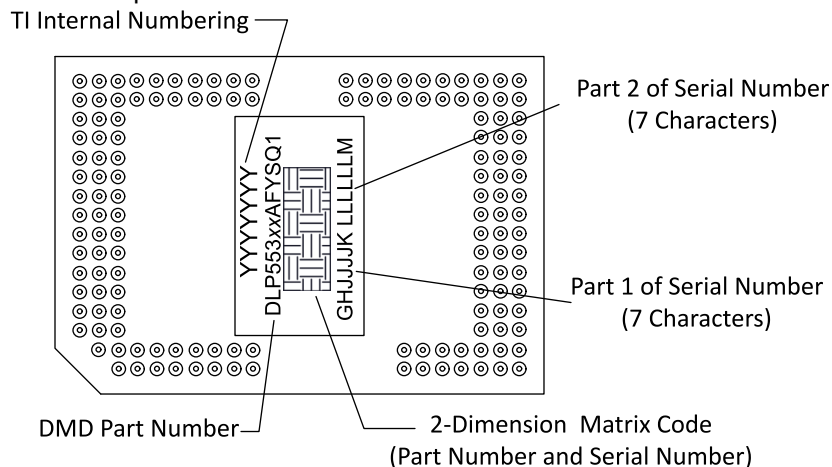 TI Internal Numbering
Part 2 of Serial Number
(7 Characters)
YYYYYYY
DLP553xxAFYSQ1
GHJJJJK LLLLLLM
Part 1 of Serial Number
(7 Characters)
DMD Part Number
2-Dimension Matrix Code
(Part Number and Serial Number)